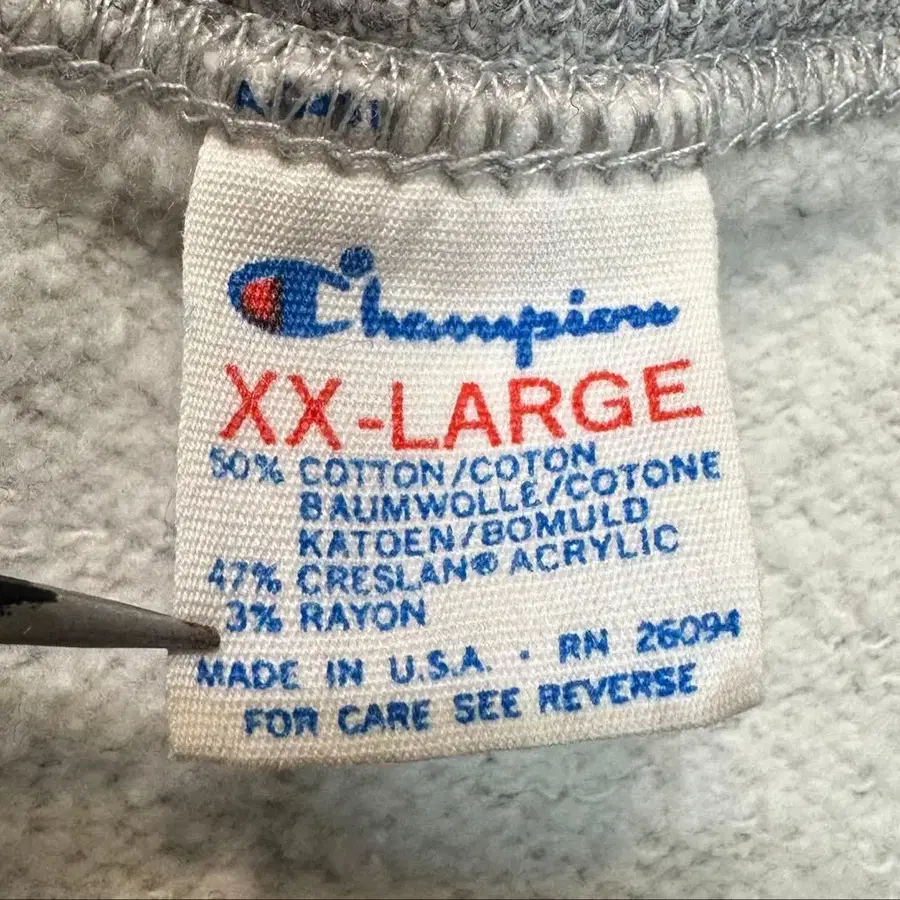 Champion
XX-LARGE
50% COTTON/COTON
BAUMWOLLE/COTONE
KATOEN/BOMULD
47% CRESLAN® ACRYLIC
3% RAYON
MADE IN U.S.A. · RN 26094
FOR CARE SEE REVERSE